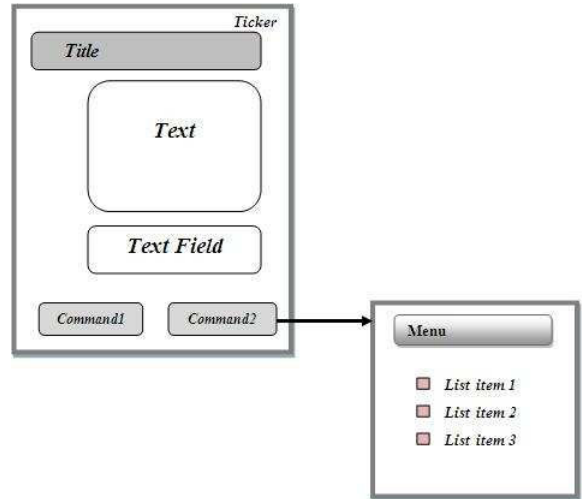 Ticker
Title
Text
Text Field
Command1
Command2
Menu
List item 1
List item 2
List item 3